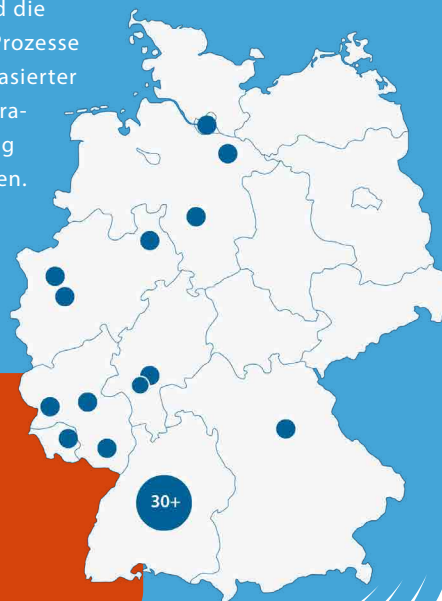 d die
Prozesse
asierter
ra-
g
en.
30+